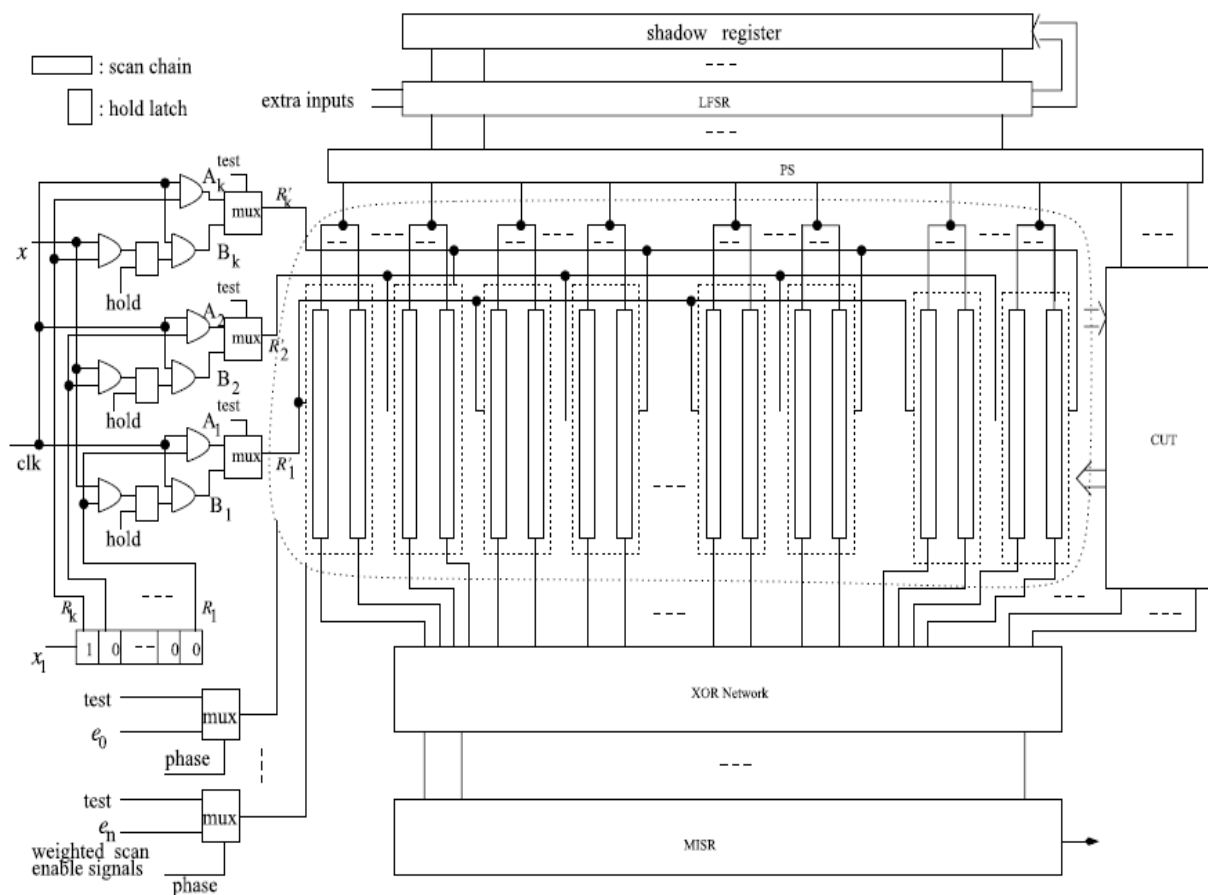 shadow register
: scan chain
LFSR
extra inputs
: hold latch
PS
test
A_k
mux
R'_k
x
B_k
hold
test
A_2
mux
R'_2
B_2
hold
test
A_1
clk
mux
R'_1
B_1
hold
CUT
R_k
R_1
x_1
1 0 0 0
XOR Network
test
mux
e_0
phase
test
mux
e_n
weighted scan
enable signals
phase
MISR